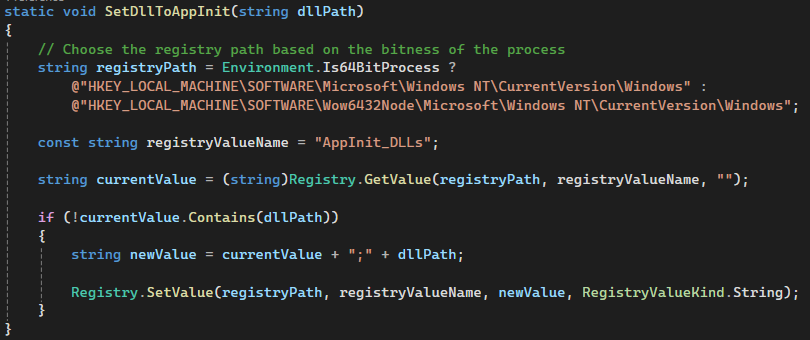 static void SetDllToAppInit(string dllPath)
{
// Choose the registry path based on the bitness of the process
string registryPath = Environment.Is64BitProcess ?
@"HKEY_LOCAL_MACHINE\SOFTWARE\Microsoft\Windows NT\CurrentVersion\Windows" :
@"HKEY_LOCAL_MACHINE\SOFTWARE\Wow6432Node\Microsoft\Windows NT\CurrentVersion\Windows";
const string registryValueName = "AppInit_DLLs";
string currentValue = (string)Registry.GetValue(registryPath, registryValueName, "");
if (!currentValue.Contains(dllPath))
{
string newValue = currentValue + ";" + dllPath;
Registry.SetValue(registryPath, registryValueName, newValue, RegistryValueKind.String);
}
}